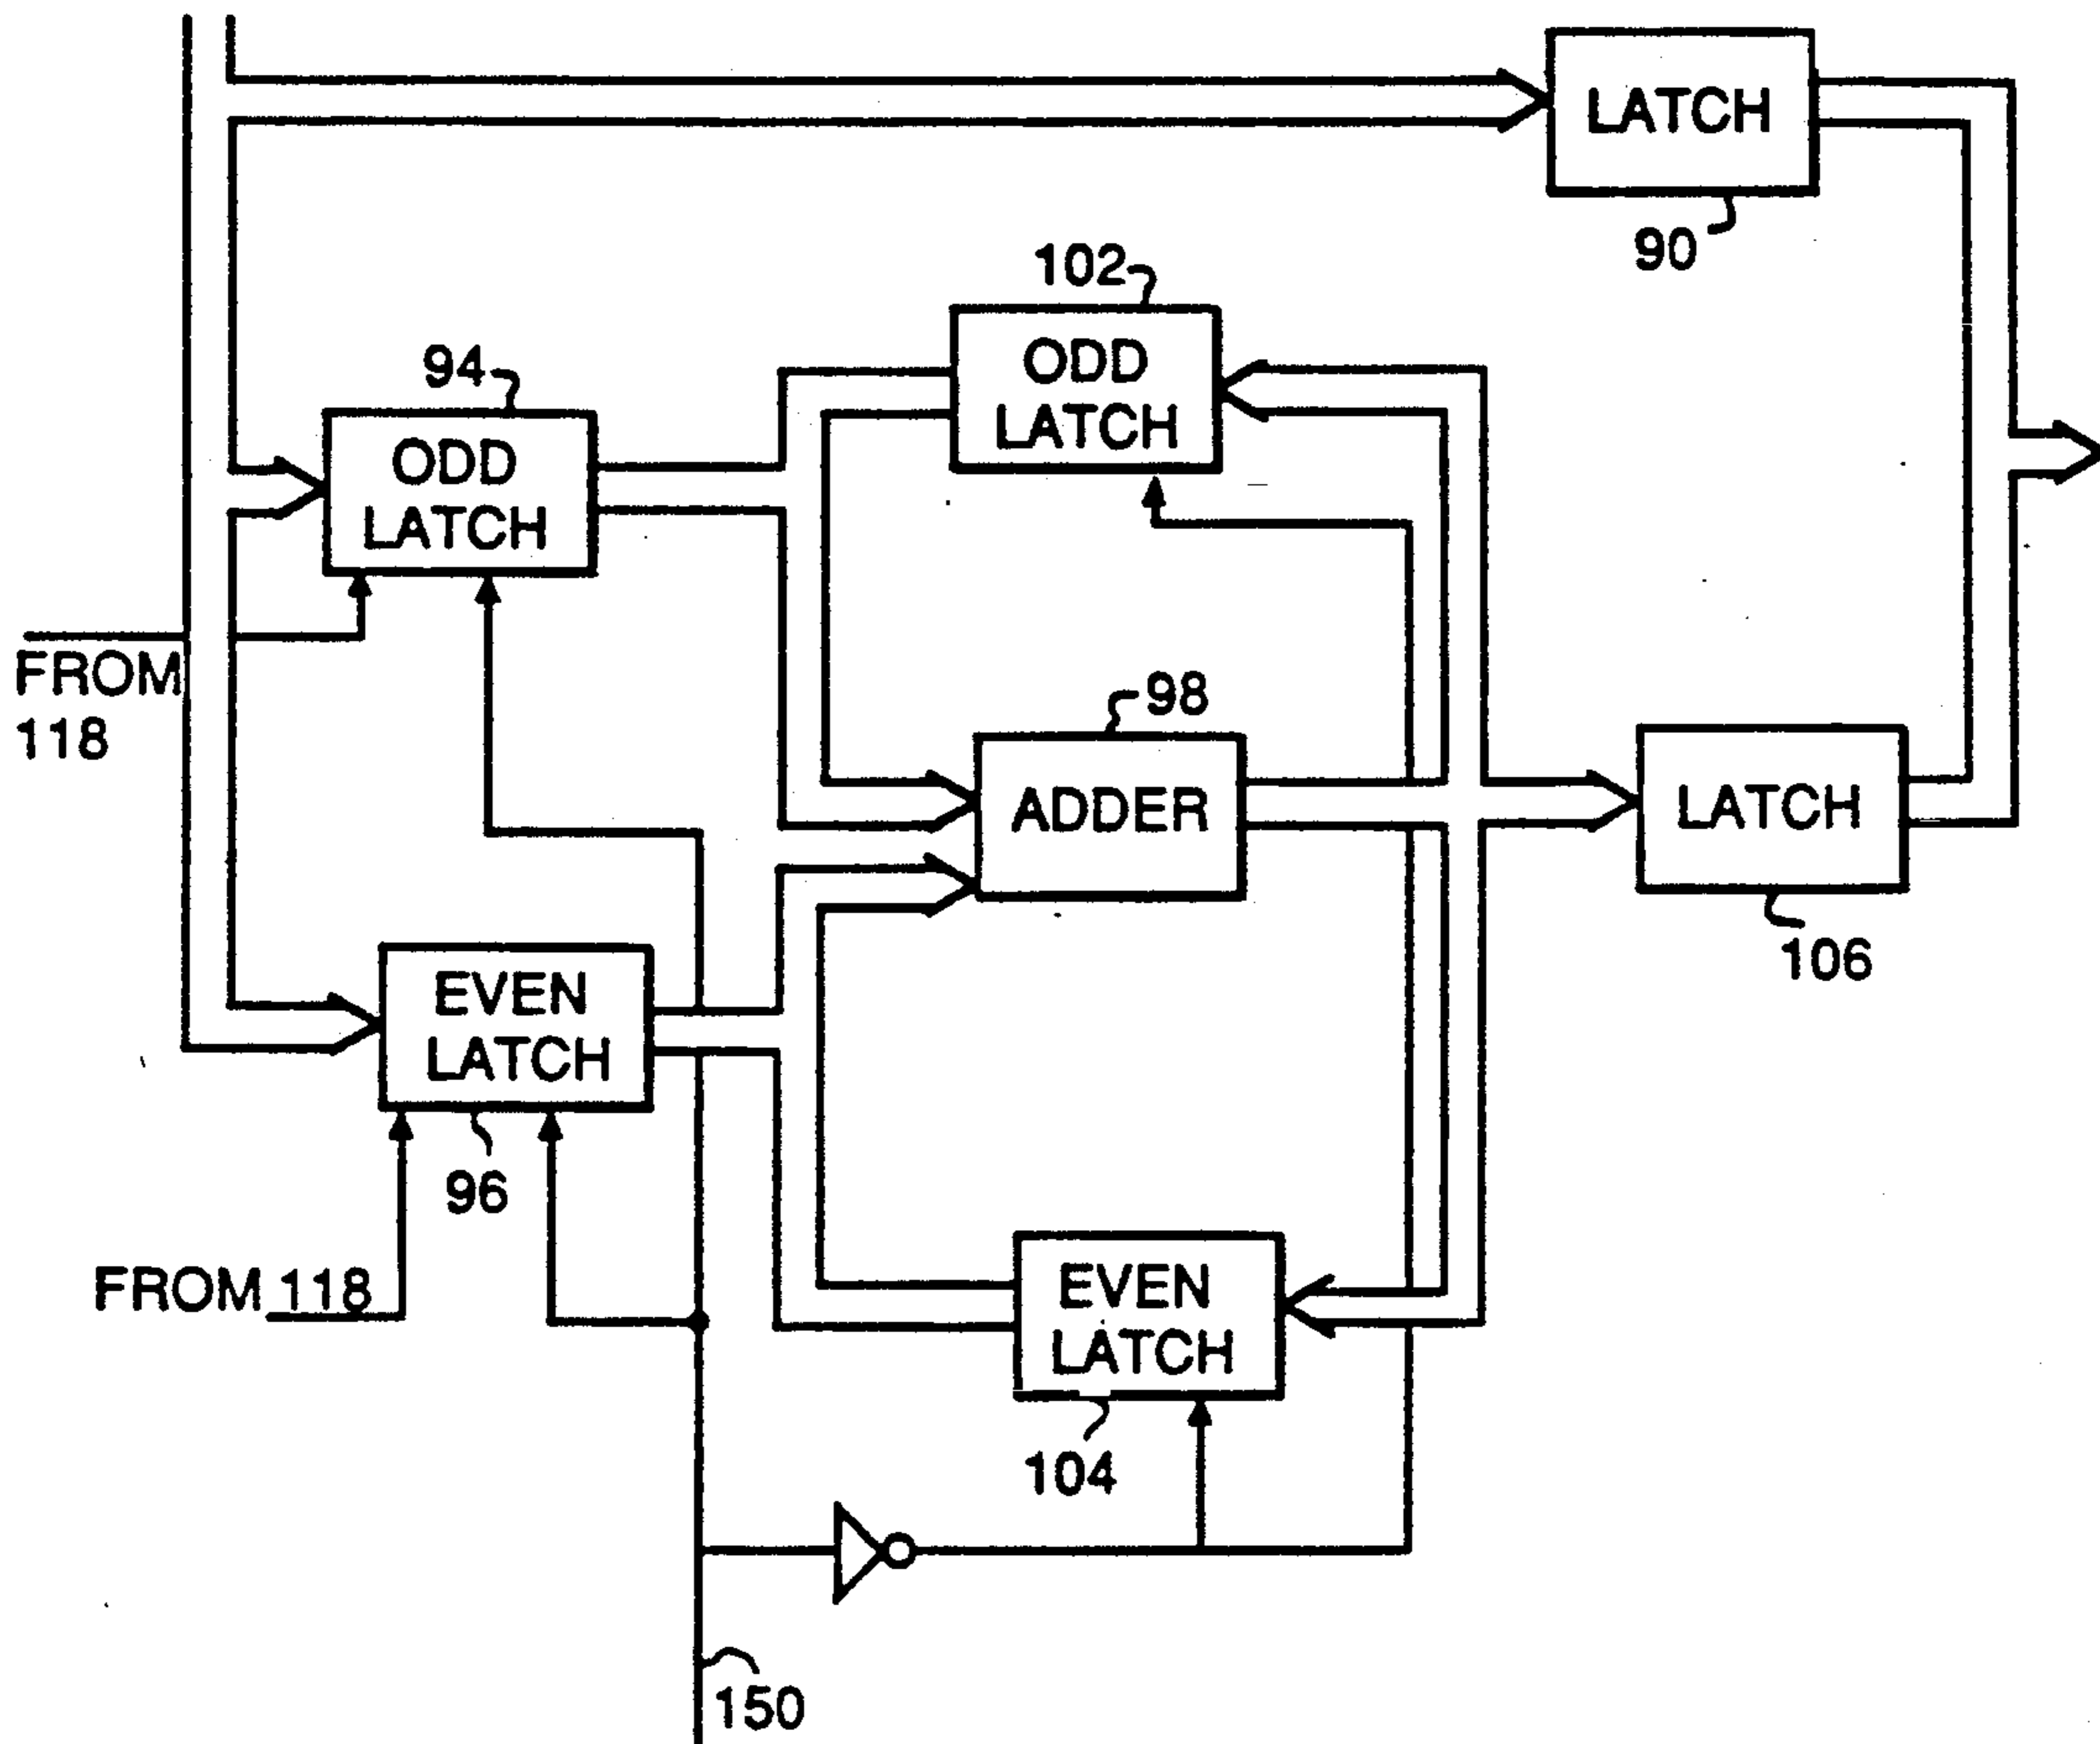 LATCH
90
102
ODD
LATCH
94
ODD
LATCH
FROM
118
98
ADDER
LATCH
106
EVEN
LATCH
96
FROM 118
EVEN
LATCH
104
150